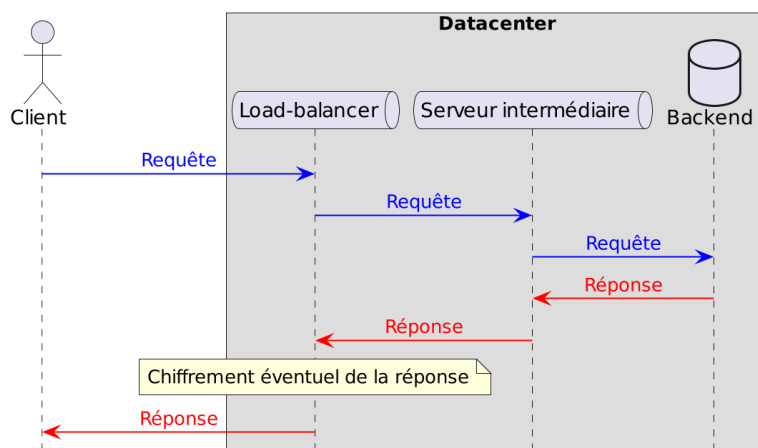 Datacenter
Client
Load-balancer
Serveur intermédiaire
Backend
Requête
Requête
Requête
Réponse
Réponse
Chiffrement éventuel de la réponse
Réponse